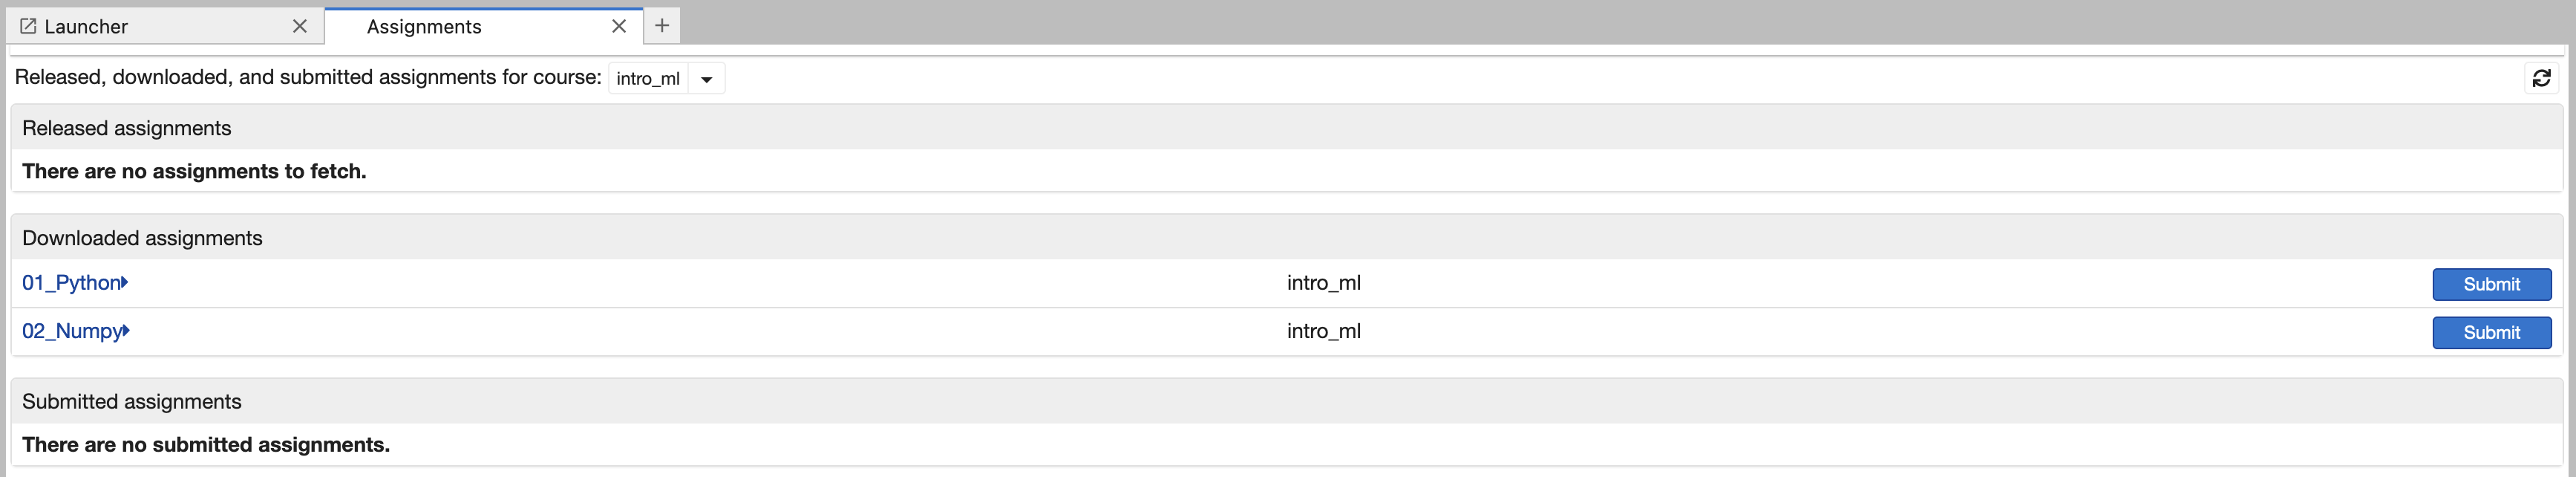 Launcher
Assignments
Released, downloaded, and submitted assignments for course: intro_ml
Released assignments
There are no assignments to fetch.
Downloaded assignments
01_Python intro_ml Submit
02_Numpy intro_ml Submit
Submitted assignments
There are no submitted assignments.